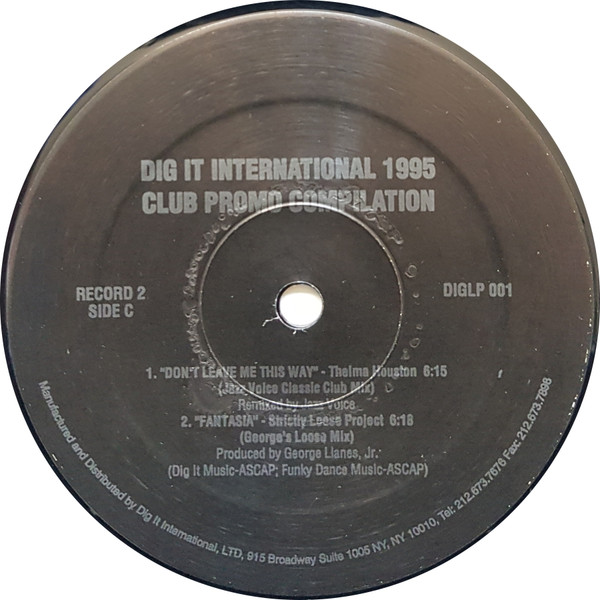 DIG IT INTERNATIONAL 1995
CLUB PROMO COMPILATION
RECORD 2
SIDE C
DIGLP 001
1. "DON'T LEAVE ME THIS WAY" - Thelma Houston 6:15
(Jazz Voice Classic Club Mix)
Remixed by Jazz Voice
2. "FANTASIA" - Strictly Loose Project 6:18
(George's Loose Mix)
Produced by George Llanes, Jr.
(Dig It Music-ASCAP; Funky Dance Music-ASCAP)
Manufactured and Distributed by Dig It International, LTD, 915 Broadway Suite 1005 NY, NY 10010. Tel: 212.673.7676 Fax: 212.673.7898